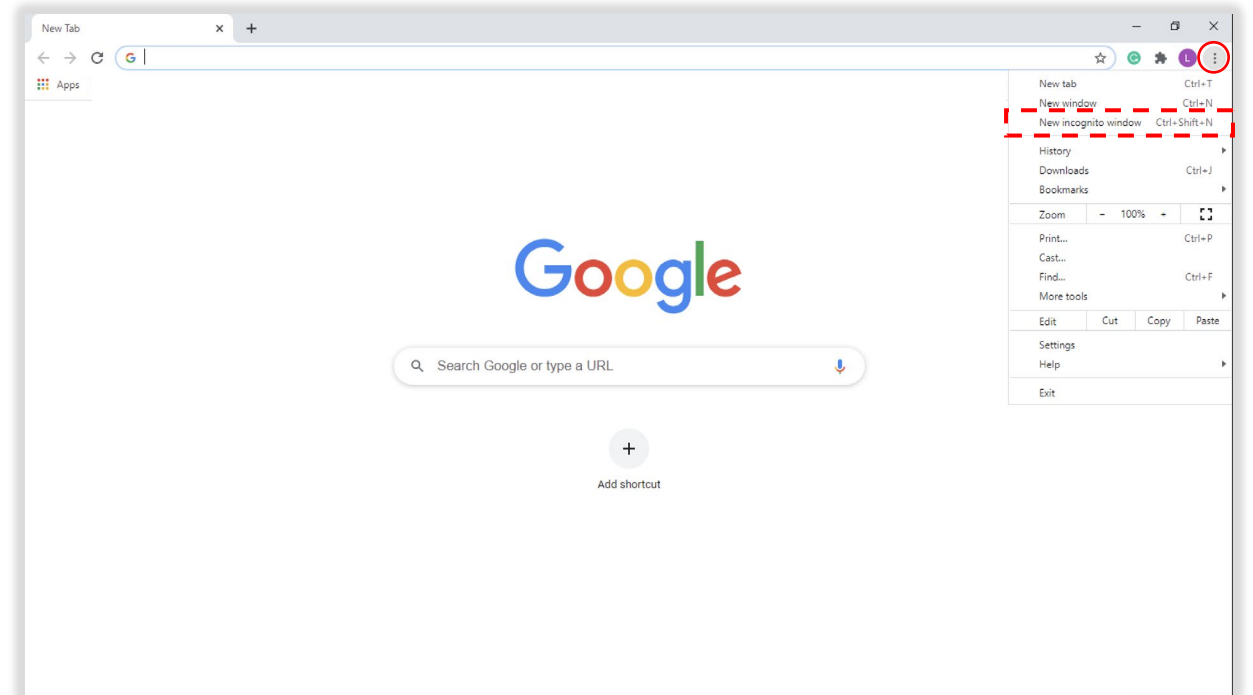 New Tab
G
L
Apps
New tab Ctrl+T
New window Ctrl+N
New incognito window Ctrl+Shift+N
History
Downloads Ctrl+J
Bookmarks
Zoom - 100% +
Print... Ctrl+P
Cast...
Find... Ctrl+F
More tools
Edit Cut Copy Paste
Settings
Help
Exit
Google
Search Google or type a URL
Add shortcut